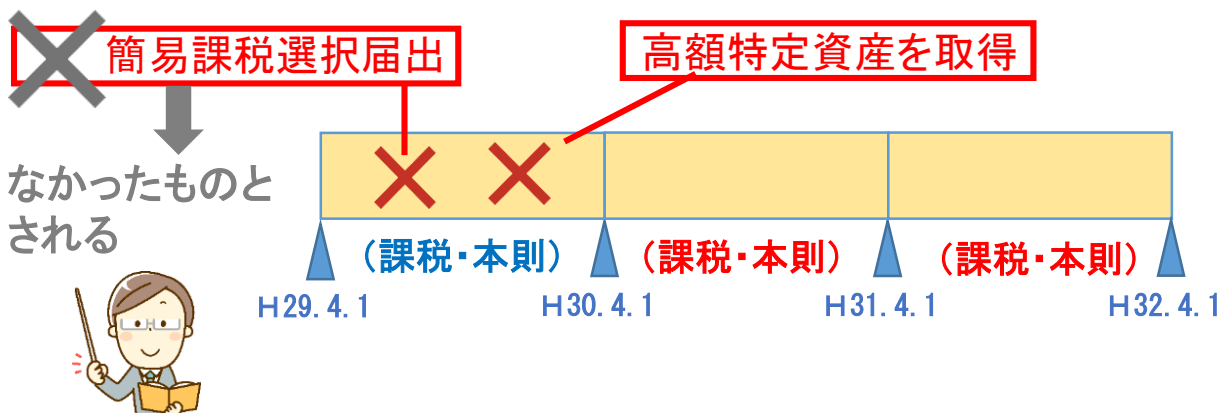 簡易課税選択届出
高額特定資産を取得
なかったものと
される
（課税・本則）
（課税・本則）
（課税・本則）
H29.4.1
H30.4.1
H31.4.1
H32.4.1